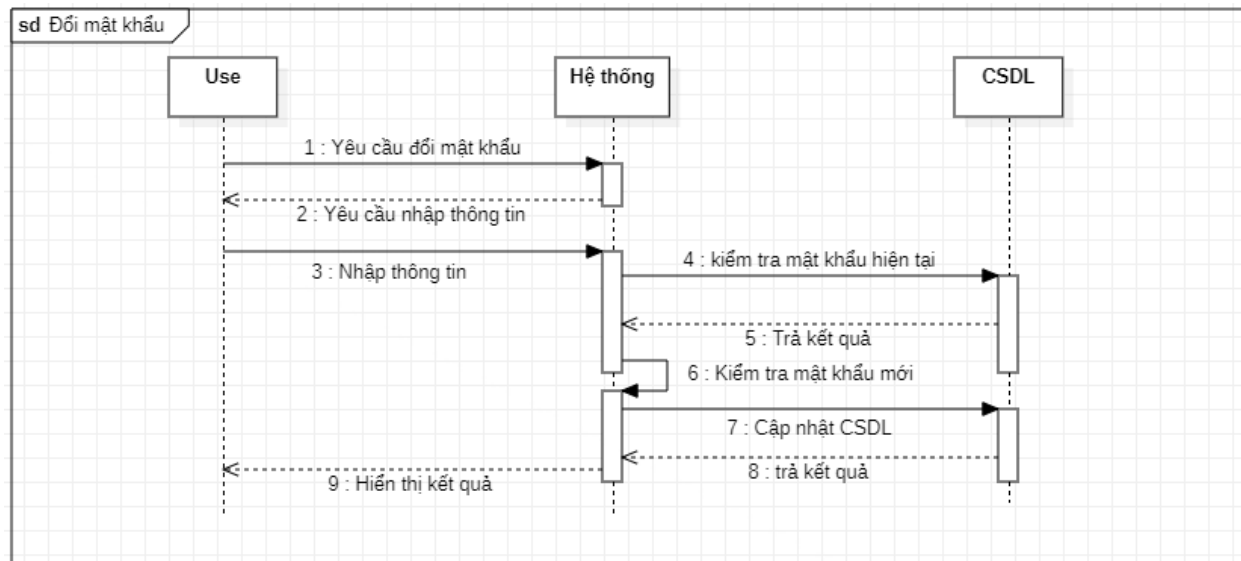 sd Đổi mật khẩu
Use
Hệ thống
CSDL
1 : Yêu cầu đổi mật khẩu
2 : Yêu cầu nhập thông tin
3 : Nhập thông tin
4 : kiểm tra mật khẩu hiện tại
5 : Trả kết quả
6 : Kiểm tra mật khẩu mới
7 : Cập nhật CSDL
8 : trả kết quả
9 : Hiển thị kết quả